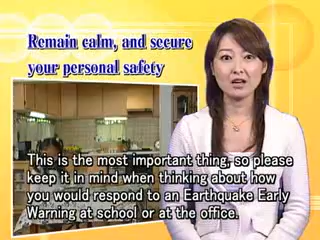 Remain calm, and secure
your personal safety
This is the most important thing, so please
keep it in mind when thinking about how
you would respond to an Earthquake Early
Warning at school or at the office.